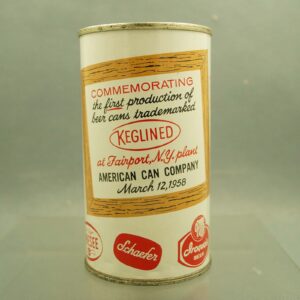 COMMEMORATING
the first production of
beer cans trademarked
KEGLINED
at Fairport, N.Y. plant
AMERICAN CAN COMPANY
March 12, 1958
Schaefer